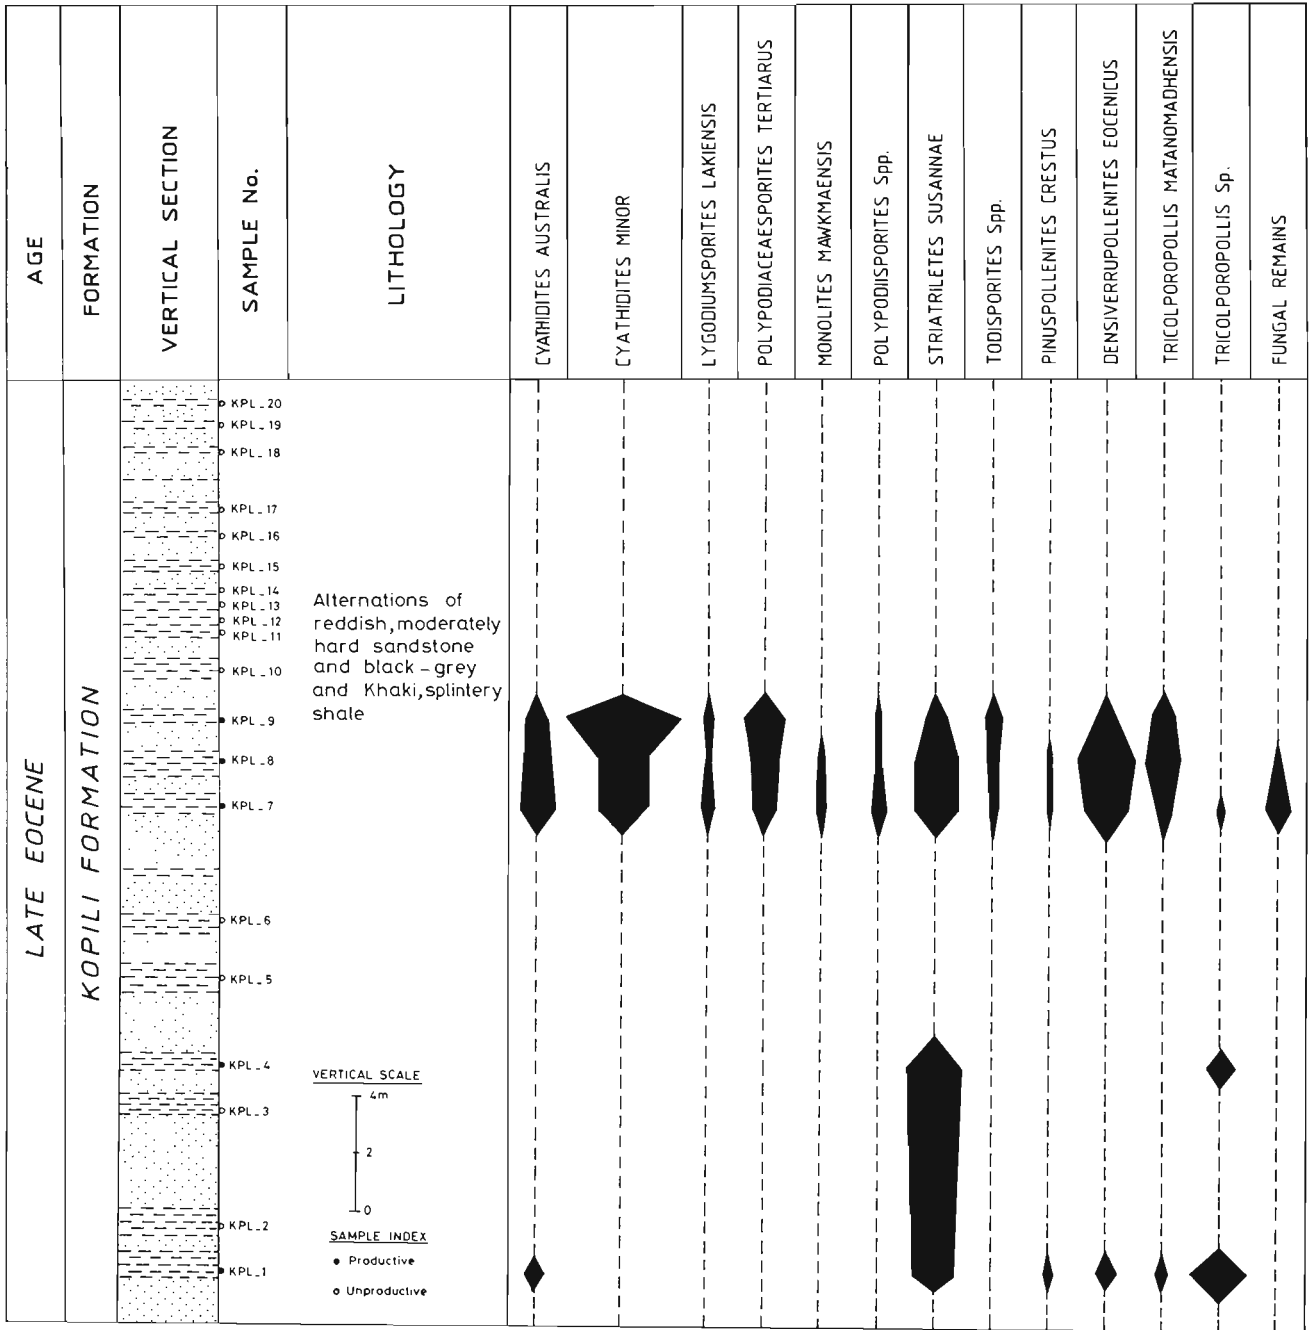 AGE
FORMATION
VERTICAL SECTION
SAMPLE No.
LITHOLOGY
CYATHIDITES AUSTRALIS
CYATHIDITES MINOR
LYGODIUMSPORITES LAKIENSIS
POLYPODIACEAESPORITES TERTIARUS
MONOLITES MAWKMAENSIS
POLYPODIISPORITES Spp.
STRIATRILETES SUSANNAE
TODISPORITES Spp.
PINUSPOLLENITES CRESTUS
DENSIVERRUPOLLENITES EOCENICUS
TRICOLPOROPOLLIS MATANOMADHENSIS
TRICOLPOROPOLLIS Sp.
FUNGAL REMAINS
LATE EOCENE
KOPILI FORMATION
KPL_20
KPL_19
KPL_18
KPL_17
KPL_16
KPL_15
KPL_14
KPL_13
KPL_12
KPL_11
KPL_10
KPL_9
KPL_8
KPL_7
KPL_6
KPL_5
KPL_4
KPL_3
KPL_2
KPL_1
Alternations of
reddish, moderately
hard sandstone
and black-grey
and Khaki, splintery
shale
VERTICAL SCALE
4m
2
0
SAMPLE INDEX
Productive
Unproductive